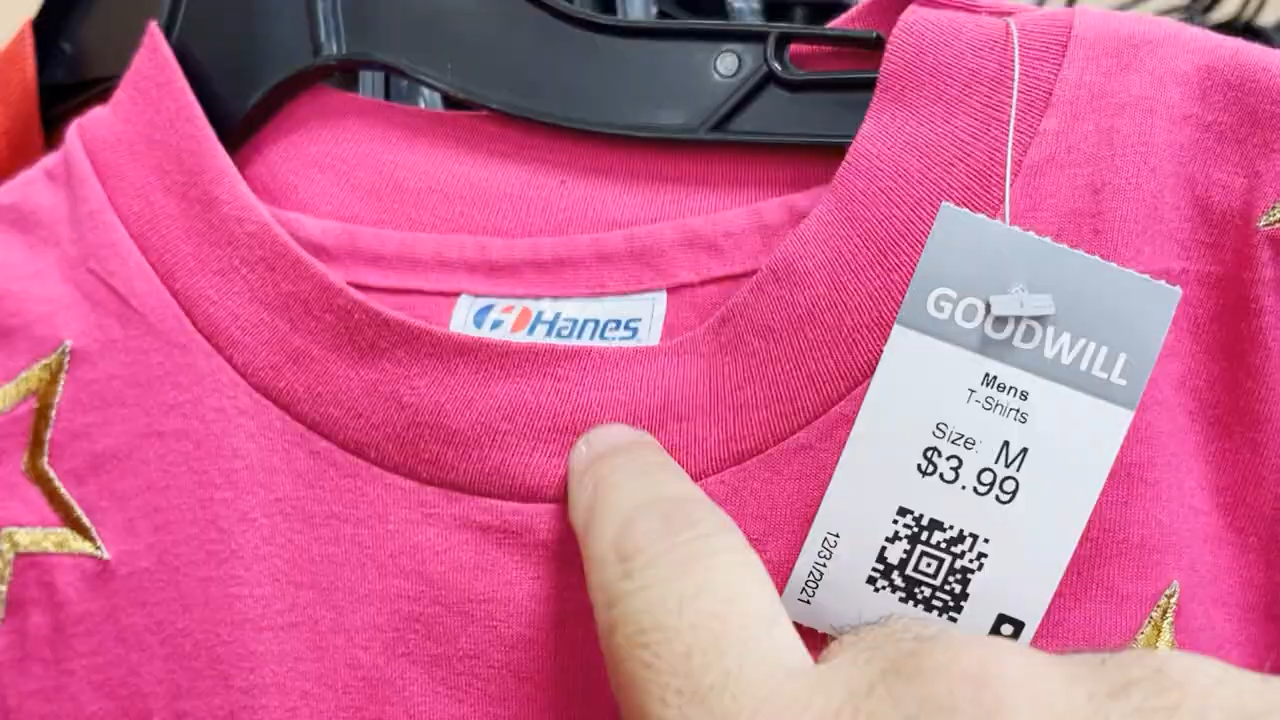 Hanes
GOODWILL
Mens
T-Shirts
Size: M
$3.99
12/31/2021